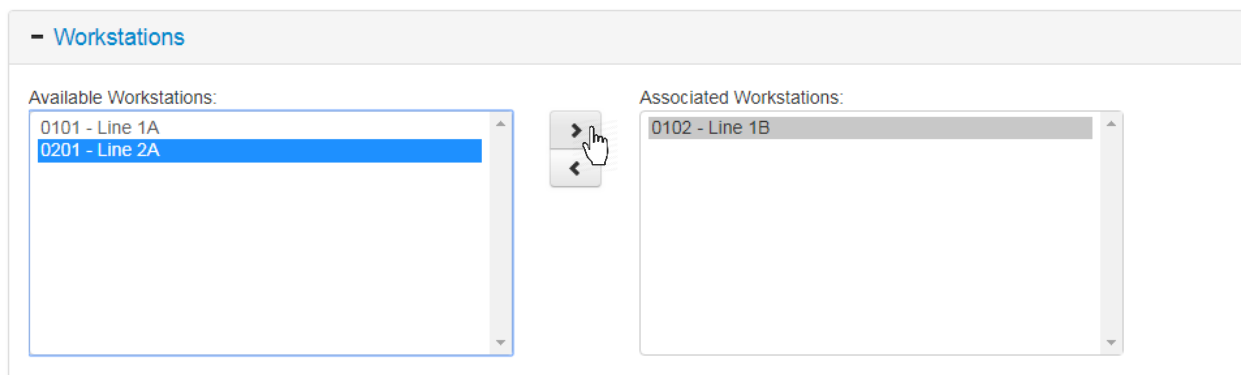 Workstations
Available Workstations:
0101 - Line 1A
0201 - Line 2A
Associated Workstations:
0102 - Line 1B